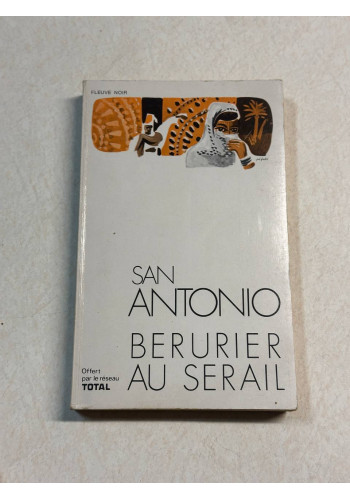 FLEUVE NOIR
SAN
ANTONIO
BERURIER
AU SERAIL
Offert
par le réseau
TOTAL